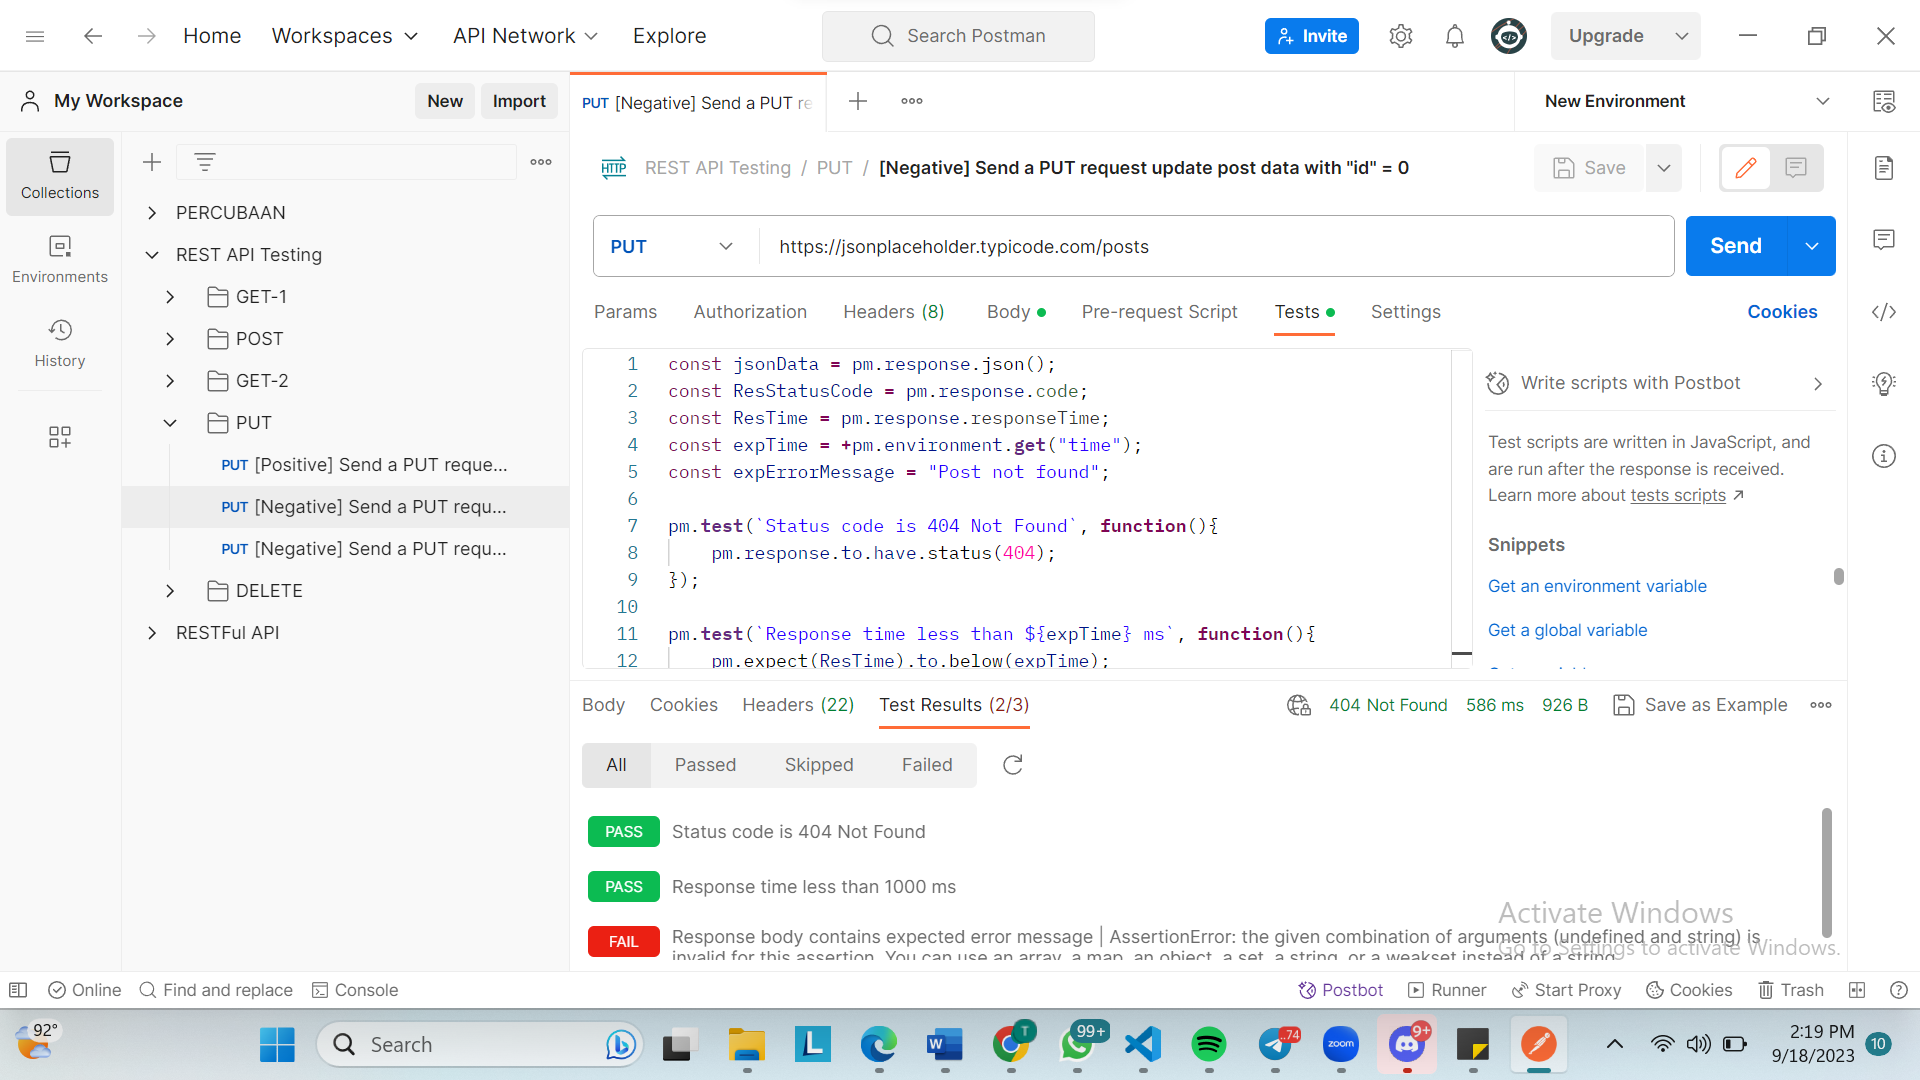 Home
Workspaces
API Network
Explore
Search Postman
Invite
Upgrade
My Workspace
New
Import
PUT [Negative] Send a PUT re
New Environment
Collections
Environments
History
PERCUBAAN
REST API Testing
GET-1
POST
GET-2
PUT
PUT [Positive] Send a PUT reque...
PUT [Negative] Send a PUT requ...
PUT [Negative] Send a PUT requ...
DELETE
RESTFul API
HTTP REST API Testing / PUT / [Negative] Send a PUT request update post data with "id" = 0
Save
PUT
https://jsonplaceholder.typicode.com/posts
Send
Params
Authorization
Headers (8)
Body
Pre-request Script
Tests
Settings
Cookies
1 const jsonData = pm.response.json();
2 const ResStatusCode = pm.response.code;
3 const ResTime = pm.response.responseTime;
4 const expTime = +pm.environment.get("time");
5 const expErrorMessage = "Post not found";
6
7 pm.test(`Status code is 404 Not Found`, function(){
8 pm.response.to.have.status(404);
9 });
10
11 pm.test(`Response time less than ${expTime} ms`, function(){
12 pm.expect(ResTime).to.below(expTime);
Write scripts with Postbot
Test scripts are written in JavaScript, and
are run after the response is received.
Learn more about tests scripts
Snippets
Get an environment variable
Get a global variable
Body
Cookies
Headers (22)
Test Results (2/3)
404 Not Found
586 ms
926 B
Save as Example
All
Passed
Skipped
Failed
PASS Status code is 404 Not Found
PASS Response time less than 1000 ms
FAIL Response body contains expected error message | AssertionError: the given combination of arguments (undefined and string) is
invalid for this assertion. You can use an array, a map, an object, a set, a string, or a weakset instead of a string
Activate Windows
Go to Settings to activate Windows.
Online
Find and replace
Console
Postbot
Runner
Start Proxy
Cookies
Trash
92°
Search
L
W
T
99+
74
zoom
9+
2:19 PM
9/18/2023
10